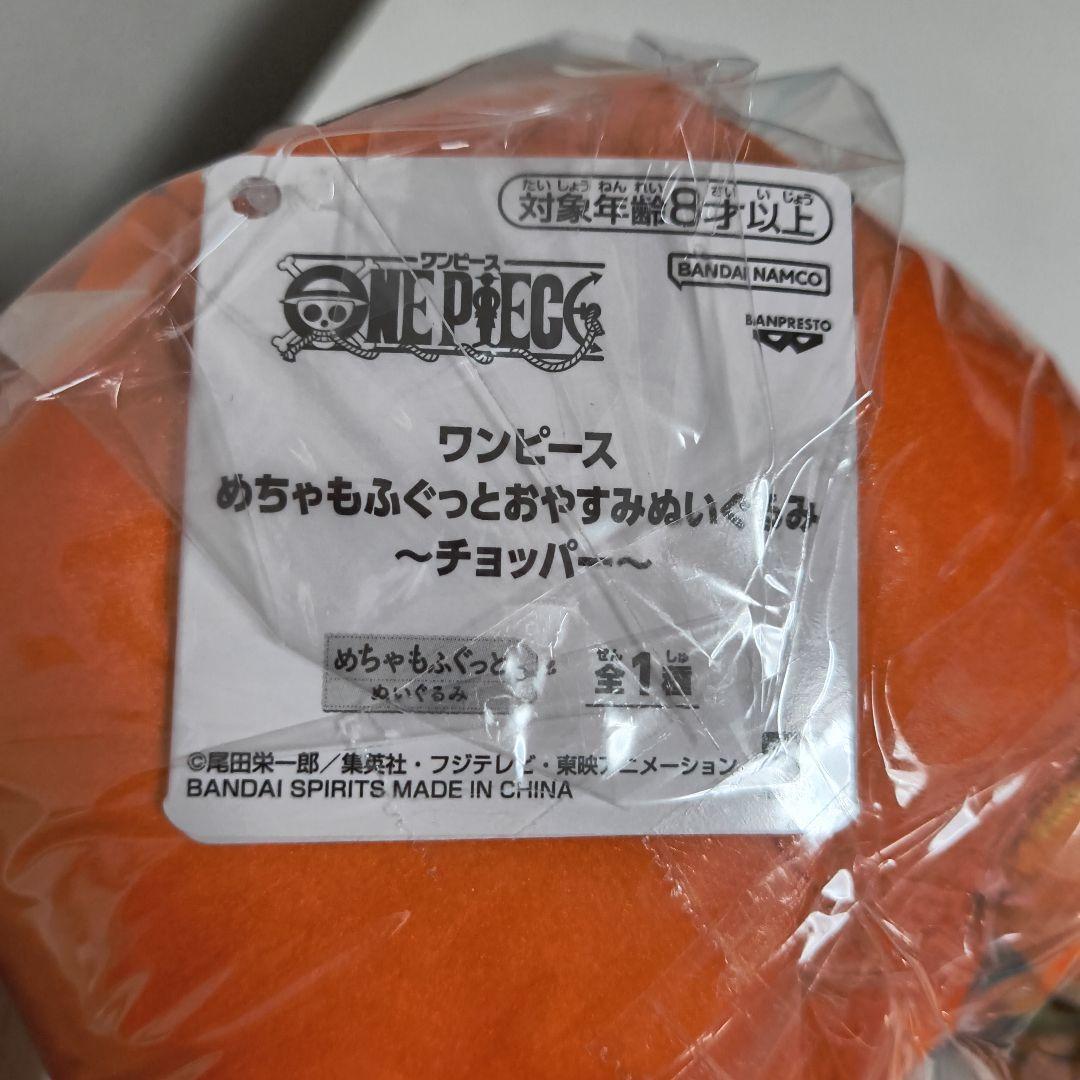 たいしょうねんれい さいいじょう
対象年齢8才以上
ワンピース
ONE PIECE
BANDAI NAMCO
BANPRESTO
ワンピース
めちゃもふぐっとおやすみぬいぐるみ
～チョッパー～
めちゃもふぐっと
ぬいぐるみ
ぜん しゅ
全1種
©尾田栄一郎／集英社・フジテレビ・東映アニメーション
BANDAI SPIRITS MADE IN CHINA